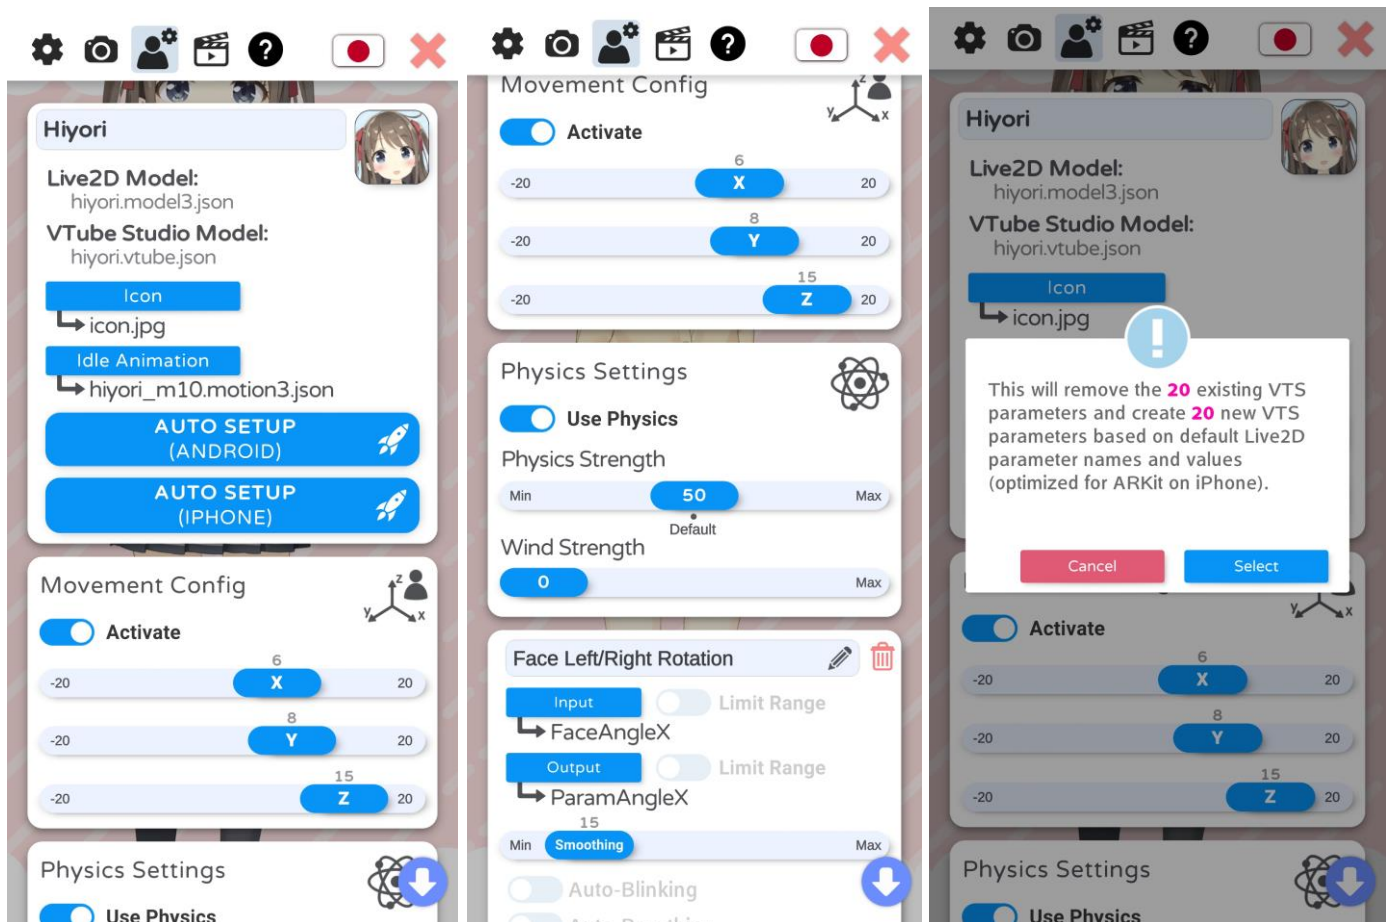 Hiyori
Live2D Model:
hiyori.model3.json
VTube Studio Model:
hiyori.vtube.json
Icon
icon.jpg
Idle Animation
hiyori_m10.motion3.json
AUTO SETUP
(ANDROID)
AUTO SETUP
(IPHONE)
Movement Config
z
y x
Activate
6
-20 X 20
8
-20 Y 20
15
-20 Z 20
Physics Settings
Use Physics
Movement Config
z
y x
Activate
6
-20 X 20
8
-20 Y 20
15
-20 Z 20
Physics Settings
Use Physics
Physics Strength
Min 50 Max
Default
Wind Strength
0 Max
Face Left/Right Rotation
Input Limit Range
FaceAngleX
Output Limit Range
ParamAngleX
15
Min Smoothing Max
Auto-Blinking
Auto-Breathing
Hiyori
Live2D Model:
hiyori.model3.json
VTube Studio Model:
hiyori.vtube.json
Icon
icon.jpg
This will remove the 20 existing VTS
parameters and create 20 new VTS
parameters based on default Live2D
parameter names and values
(optimized for ARKit on iPhone).
Cancel Select
y x
Activate
6
-20 X 20
8
-20 Y 20
15
-20 Z 20
Physics Settings
Use Physics